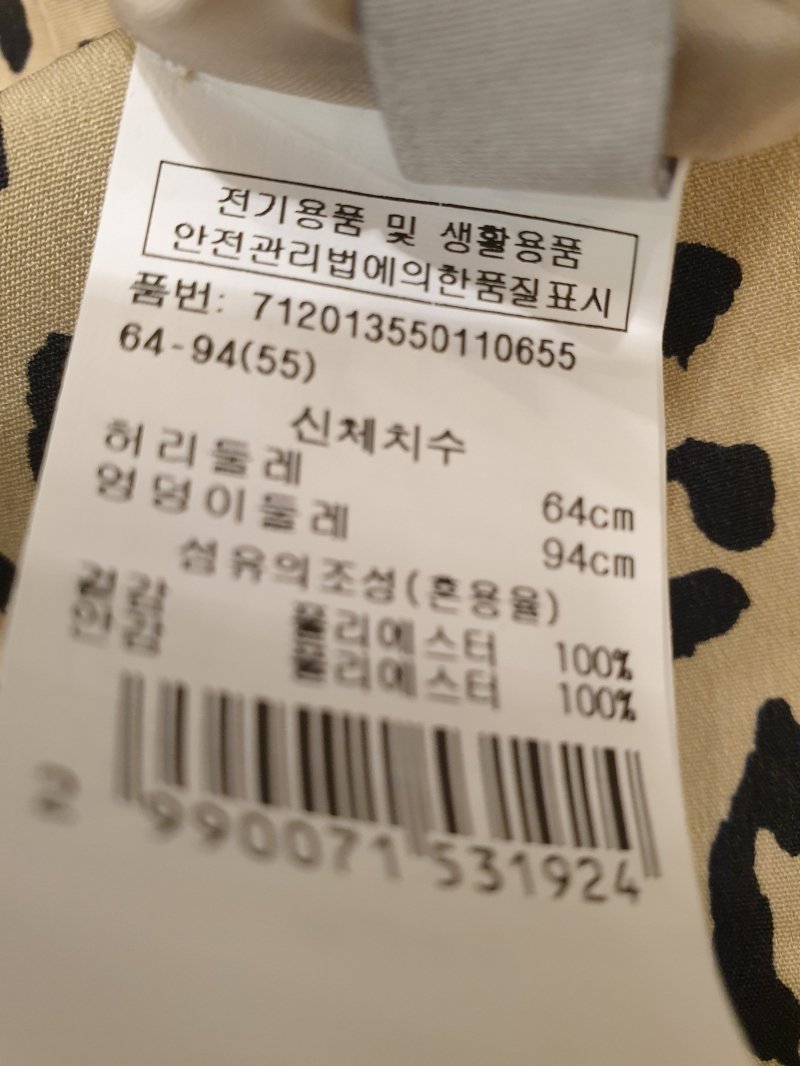 전기용품 및 생활용품
안전관리법에의한품질표시
품번: 712013550110655
64-94(55)
신체치수
허리둘레 64cm
엉덩이둘레 94cm
섬유의조성(혼용율)
겉감 폴리에스터 100%
안감 폴리에스터 100%
2 990071 531924